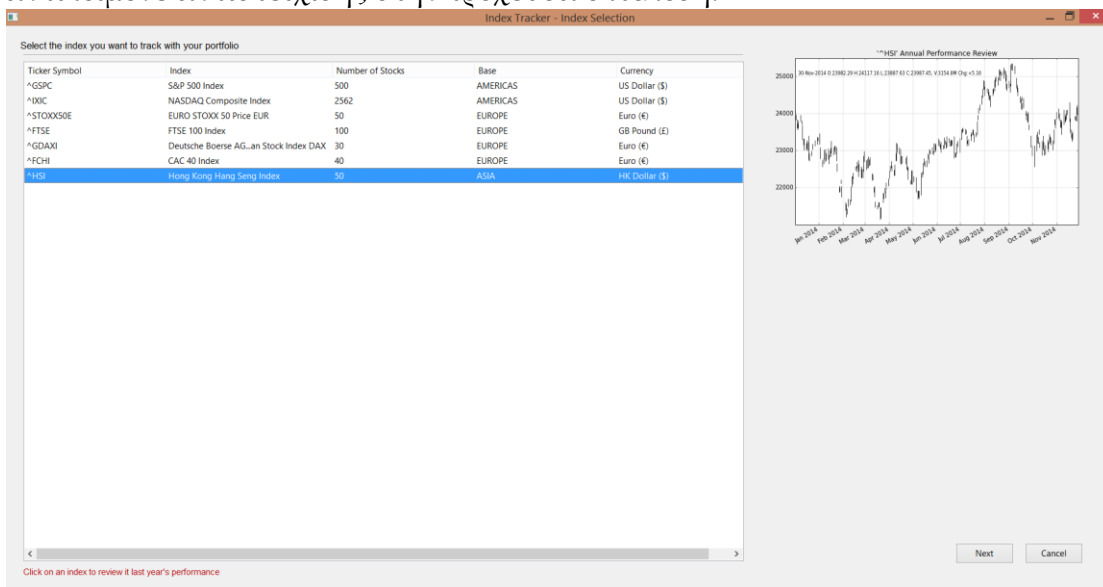 Index Tracker - Index Selection
Select the index you want to track with your portfolio
Ticker Symbol Index Number of Stocks Base Currency
^GSPC S&P 500 Index 500 AMERICAS US Dollar ($)
^IXIC NASDAQ Composite Index 2562 AMERICAS US Dollar ($)
^STOXX50E EURO STOXX 50 Price EUR 50 EUROPE Euro (€)
^FTSE FTSE 100 Index 100 EUROPE GB Pound (£)
^GDAXI Deutsche Boerse AG...an Stock Index DAX 30 EUROPE Euro (€)
^FCHI CAC 40 Index 40 EUROPE Euro (€)
^HSI Hong Kong Hang Seng Index 50 ASIA HK Dollar ($)
'^HSI' Annual Performance Review
25000
24000
23000
22000
Jan 2014 Feb 2014 Mar 2014 Apr 2014 May 2014 Jun 2014 Jul 2014 Aug 2014 Sep 2014 Oct 2014 Nov 2014
Next Cancel
Click on an index to review it last year's performance